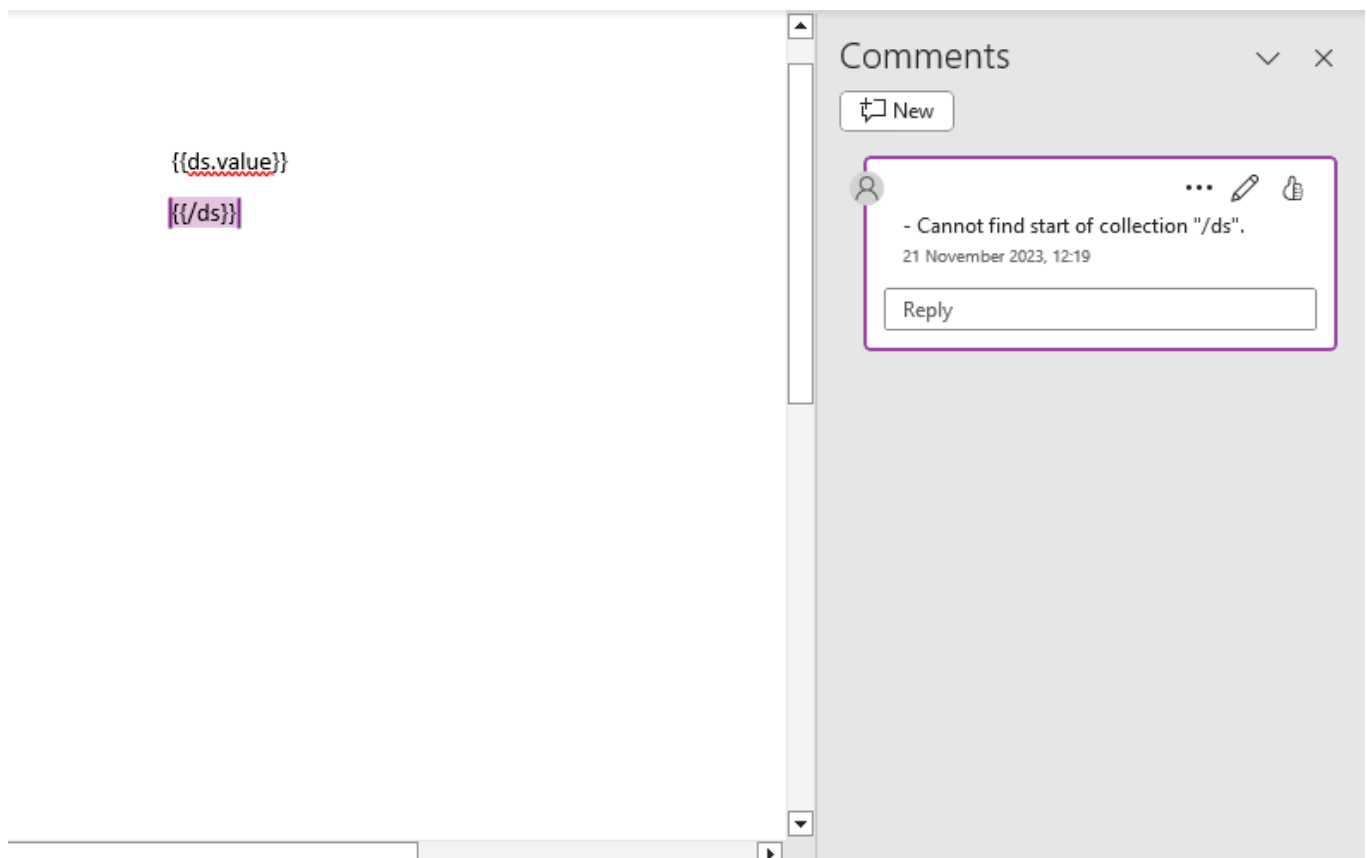 {{ds.value}}
{{/ds}}
Comments
New
- Cannot find start of collection "/ds".
21 November 2023, 12:19
Reply